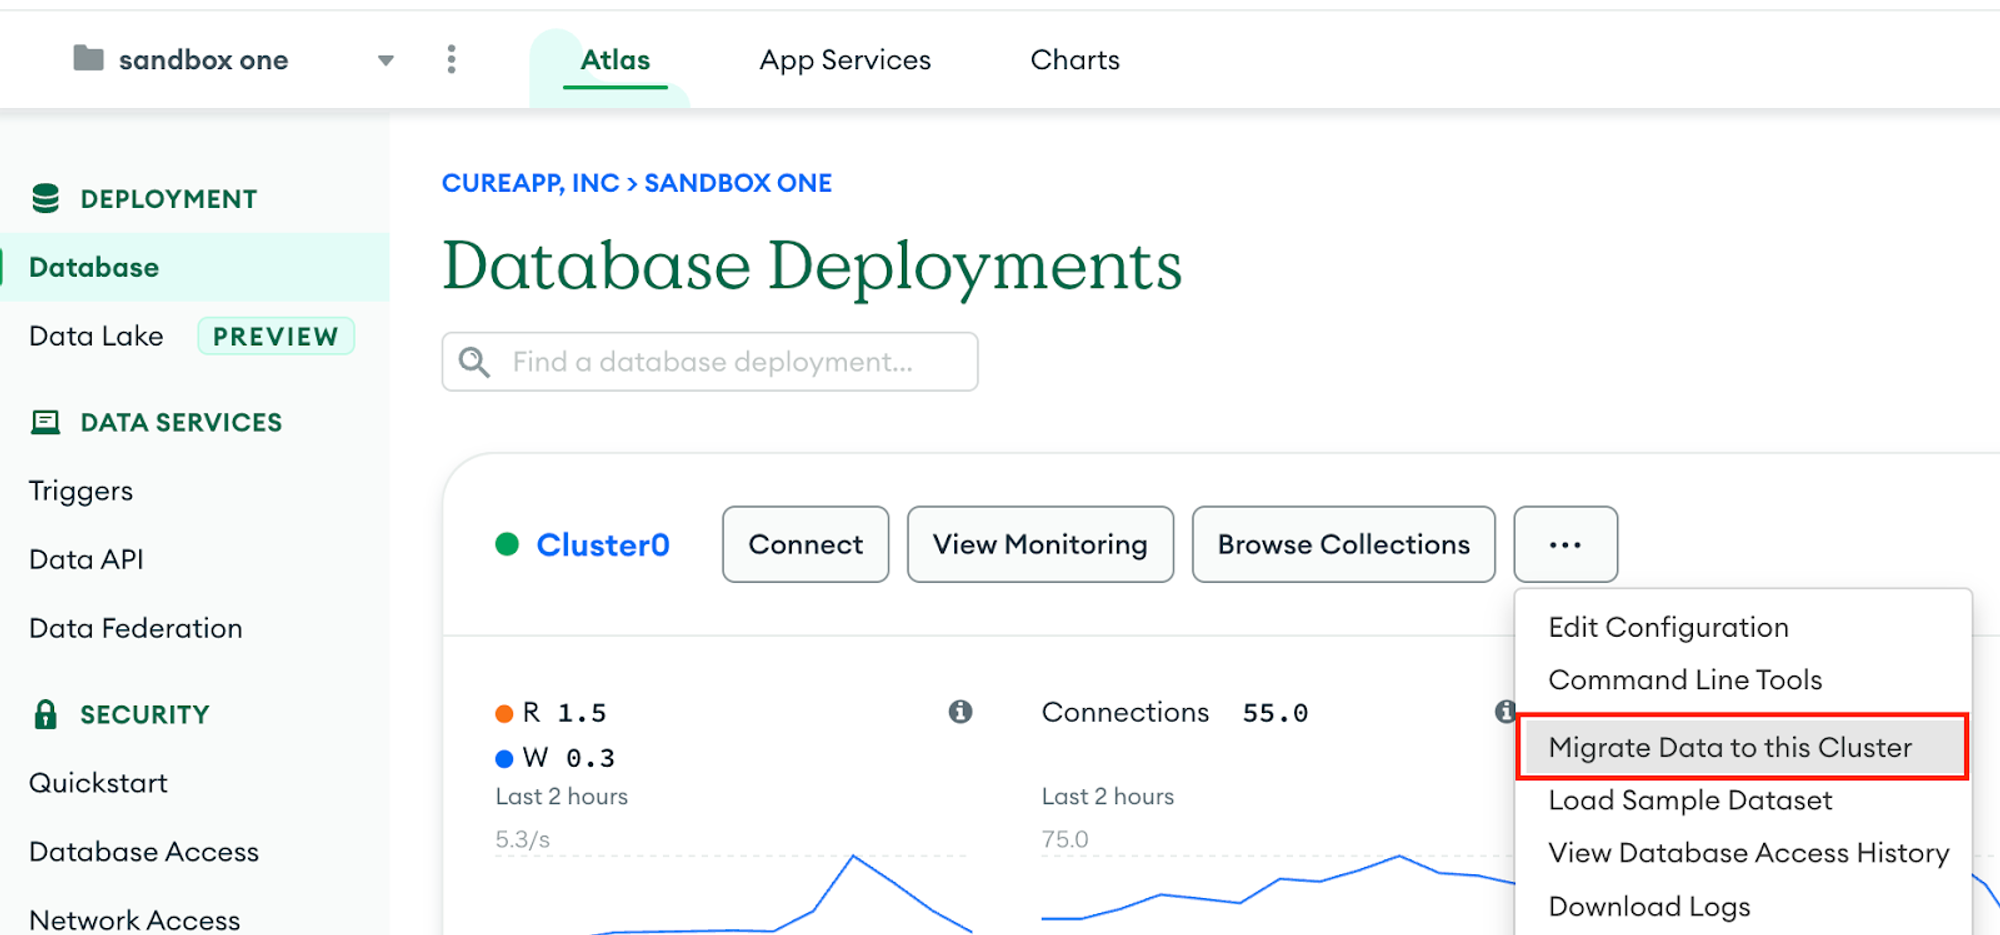 sandbox one
Atlas
App Services
Charts
DEPLOYMENT
Database
Data Lake PREVIEW
DATA SERVICES
Triggers
Data API
Data Federation
SECURITY
Quickstart
Database Access
Network Access
CUREAPP, INC > SANDBOX ONE
Database Deployments
Find a database deployment...
Cluster0
Connect
View Monitoring
Browse Collections
...
R 1.5
W 0.3
Last 2 hours
5.3/s
Connections 55.0
Last 2 hours
75.0
Edit Configuration
Command Line Tools
Migrate Data to this Cluster
Load Sample Dataset
View Database Access History
Download Logs